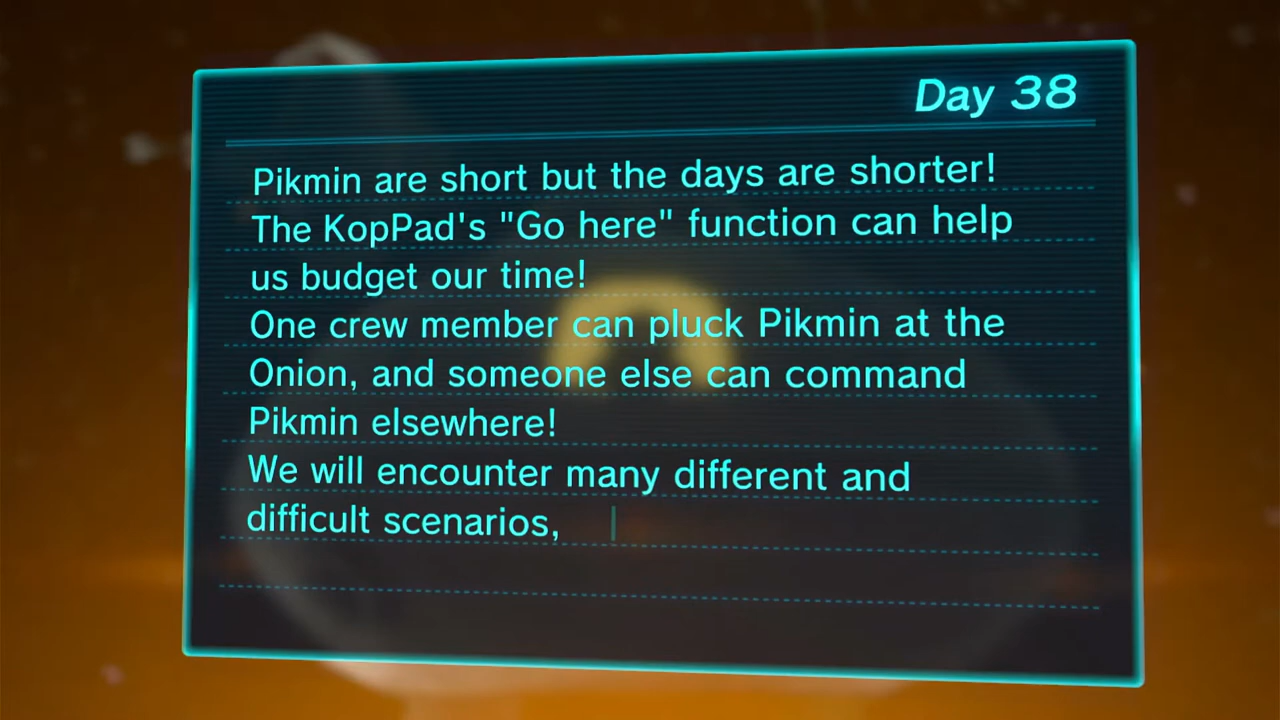 Day 38
Pikmin are short but the days are shorter!
The KopPad's "Go here" function can help
us budget our time!
One crew member can pluck Pikmin at the
Onion, and someone else can command
Pikmin elsewhere!
We will encounter many different and
difficult scenarios,